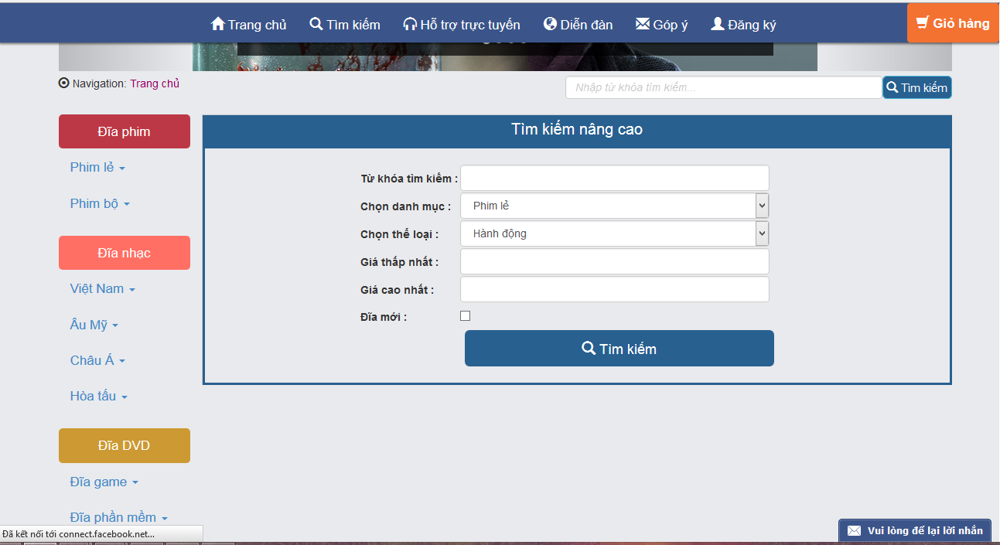 Trang chủ Tìm kiếm Hỗ trợ trực tuyến Diễn đàn Góp ý Đăng ký Giỏ hàng
Navigation: Trang chủ
Nhập từ khóa tìm kiếm... Tìm kiếm
Đĩa phim
Phim lẻ
Phim bộ
Đĩa nhạc
Việt Nam
Âu Mỹ
Châu Á
Hòa tấu
Đĩa DVD
Đĩa game
Đĩa phần mềm
Tìm kiếm nâng cao
Từ khóa tìm kiếm :
Chọn danh mục : Phim lẻ
Chọn thể loại : Hành động
Giá thấp nhất :
Giá cao nhất :
Đĩa mới :
Tìm kiếm
Đã kết nối tới connect.facebook.net...
Vui lòng để lại lời nhắn